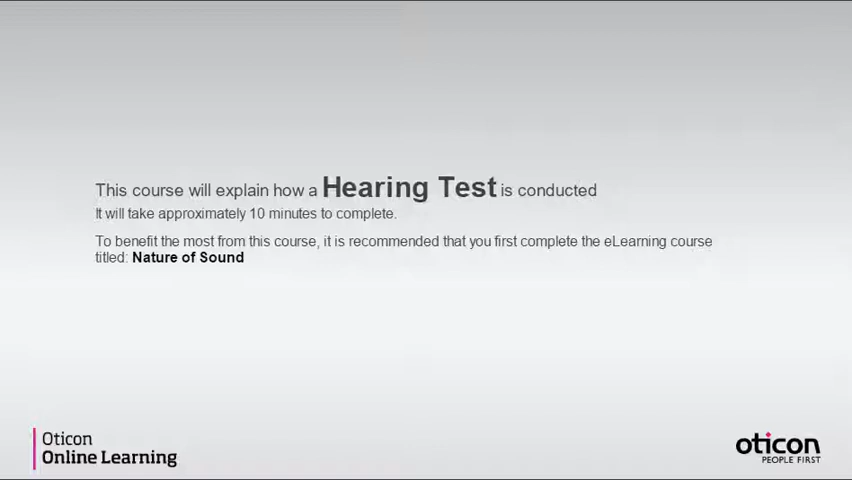 This course will explain how a Hearing Test is conducted
It will take approximately 10 minutes to complete.
To benefit the most from this course, it is recommended that you first complete the eLearning course
titled: Nature of Sound
Oticon
Online Learning
oticon
PEOPLE FIRST